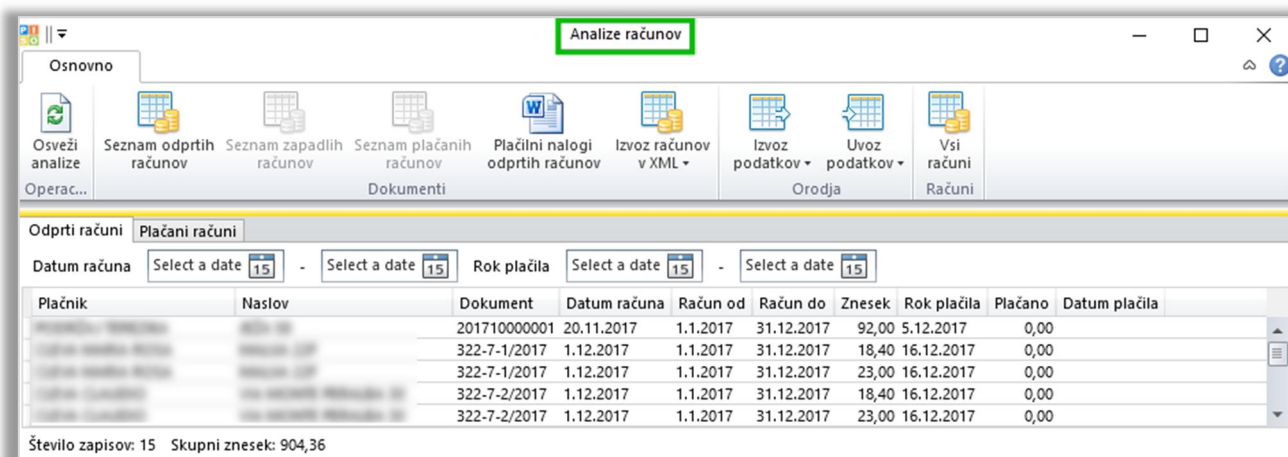 Analize računov
Osnovno
Osveži analize
Seznam odprtih računov
Seznam zapadlih računov
Seznam plačanih računov
Plačilni nalogi odprtih računov
Izvoz računov v XML
Izvoz podatkov
Uvoz podatkov
Vsi računi
Operac...
Dokumenti
Orodja
Računi
Odprti računi Plačani računi
Datum računa Select a date 15 - Select a date 15 Rok plačila Select a date 15 - Select a date 15
Plačnik Naslov Dokument Datum računa Račun od Račun do Znesek Rok plačila Plačano Datum plačila
201710000001 20.11.2017 1.1.2017 31.12.2017 92,00 5.12.2017 0,00
322-7-1/2017 1.12.2017 1.1.2017 31.12.2017 18,40 16.12.2017 0,00
322-7-1/2017 1.12.2017 1.1.2017 31.12.2017 23,00 16.12.2017 0,00
322-7-2/2017 1.12.2017 1.1.2017 31.12.2017 18,40 16.12.2017 0,00
322-7-2/2017 1.12.2017 1.1.2017 31.12.2017 23,00 16.12.2017 0,00
Število zapisov: 15 Skupni znesek: 904,36